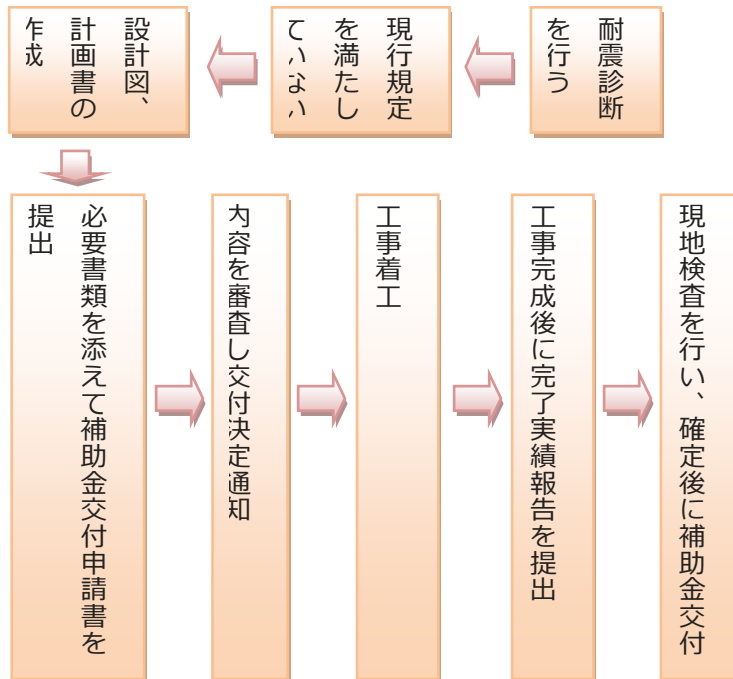 耐震診断
を行う
現行規定
を満たし
ていない
設計図、
計画書の
作成
必要書類を添えて補助金交付申請書を
提出
内容を審査し交付決定通知
工事着工
工事完成後に完了実績報告を提出
現地検査を行い、確定後に補助金交付